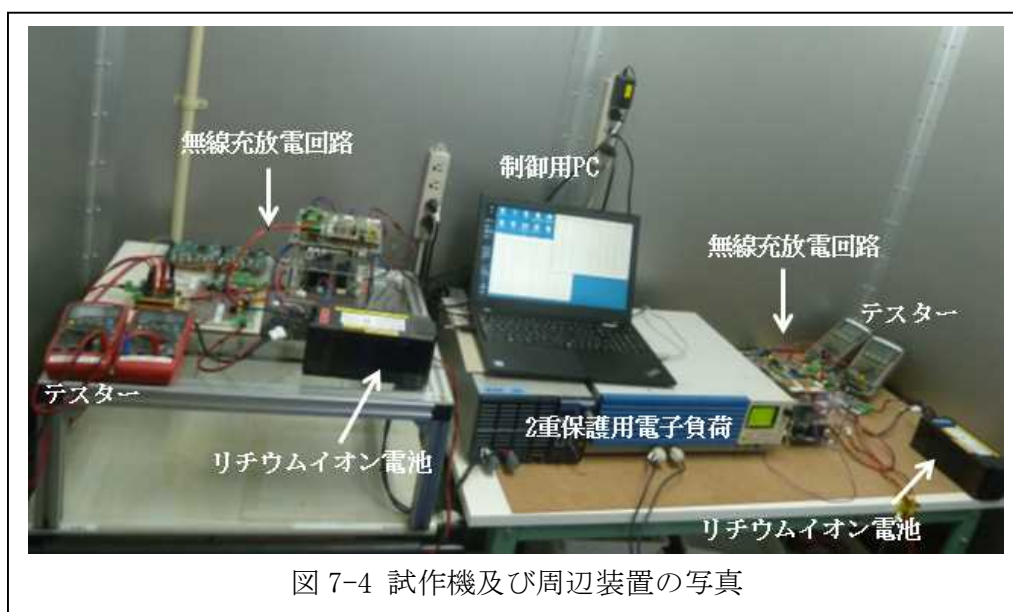 無線充放電回路
制御用PC
無線充放電回路
テスター
テスター
2重保護用電子負荷
リチウムイオン電池
リチウムイオン電池
図 7-4 試作機及び周辺装置の写真